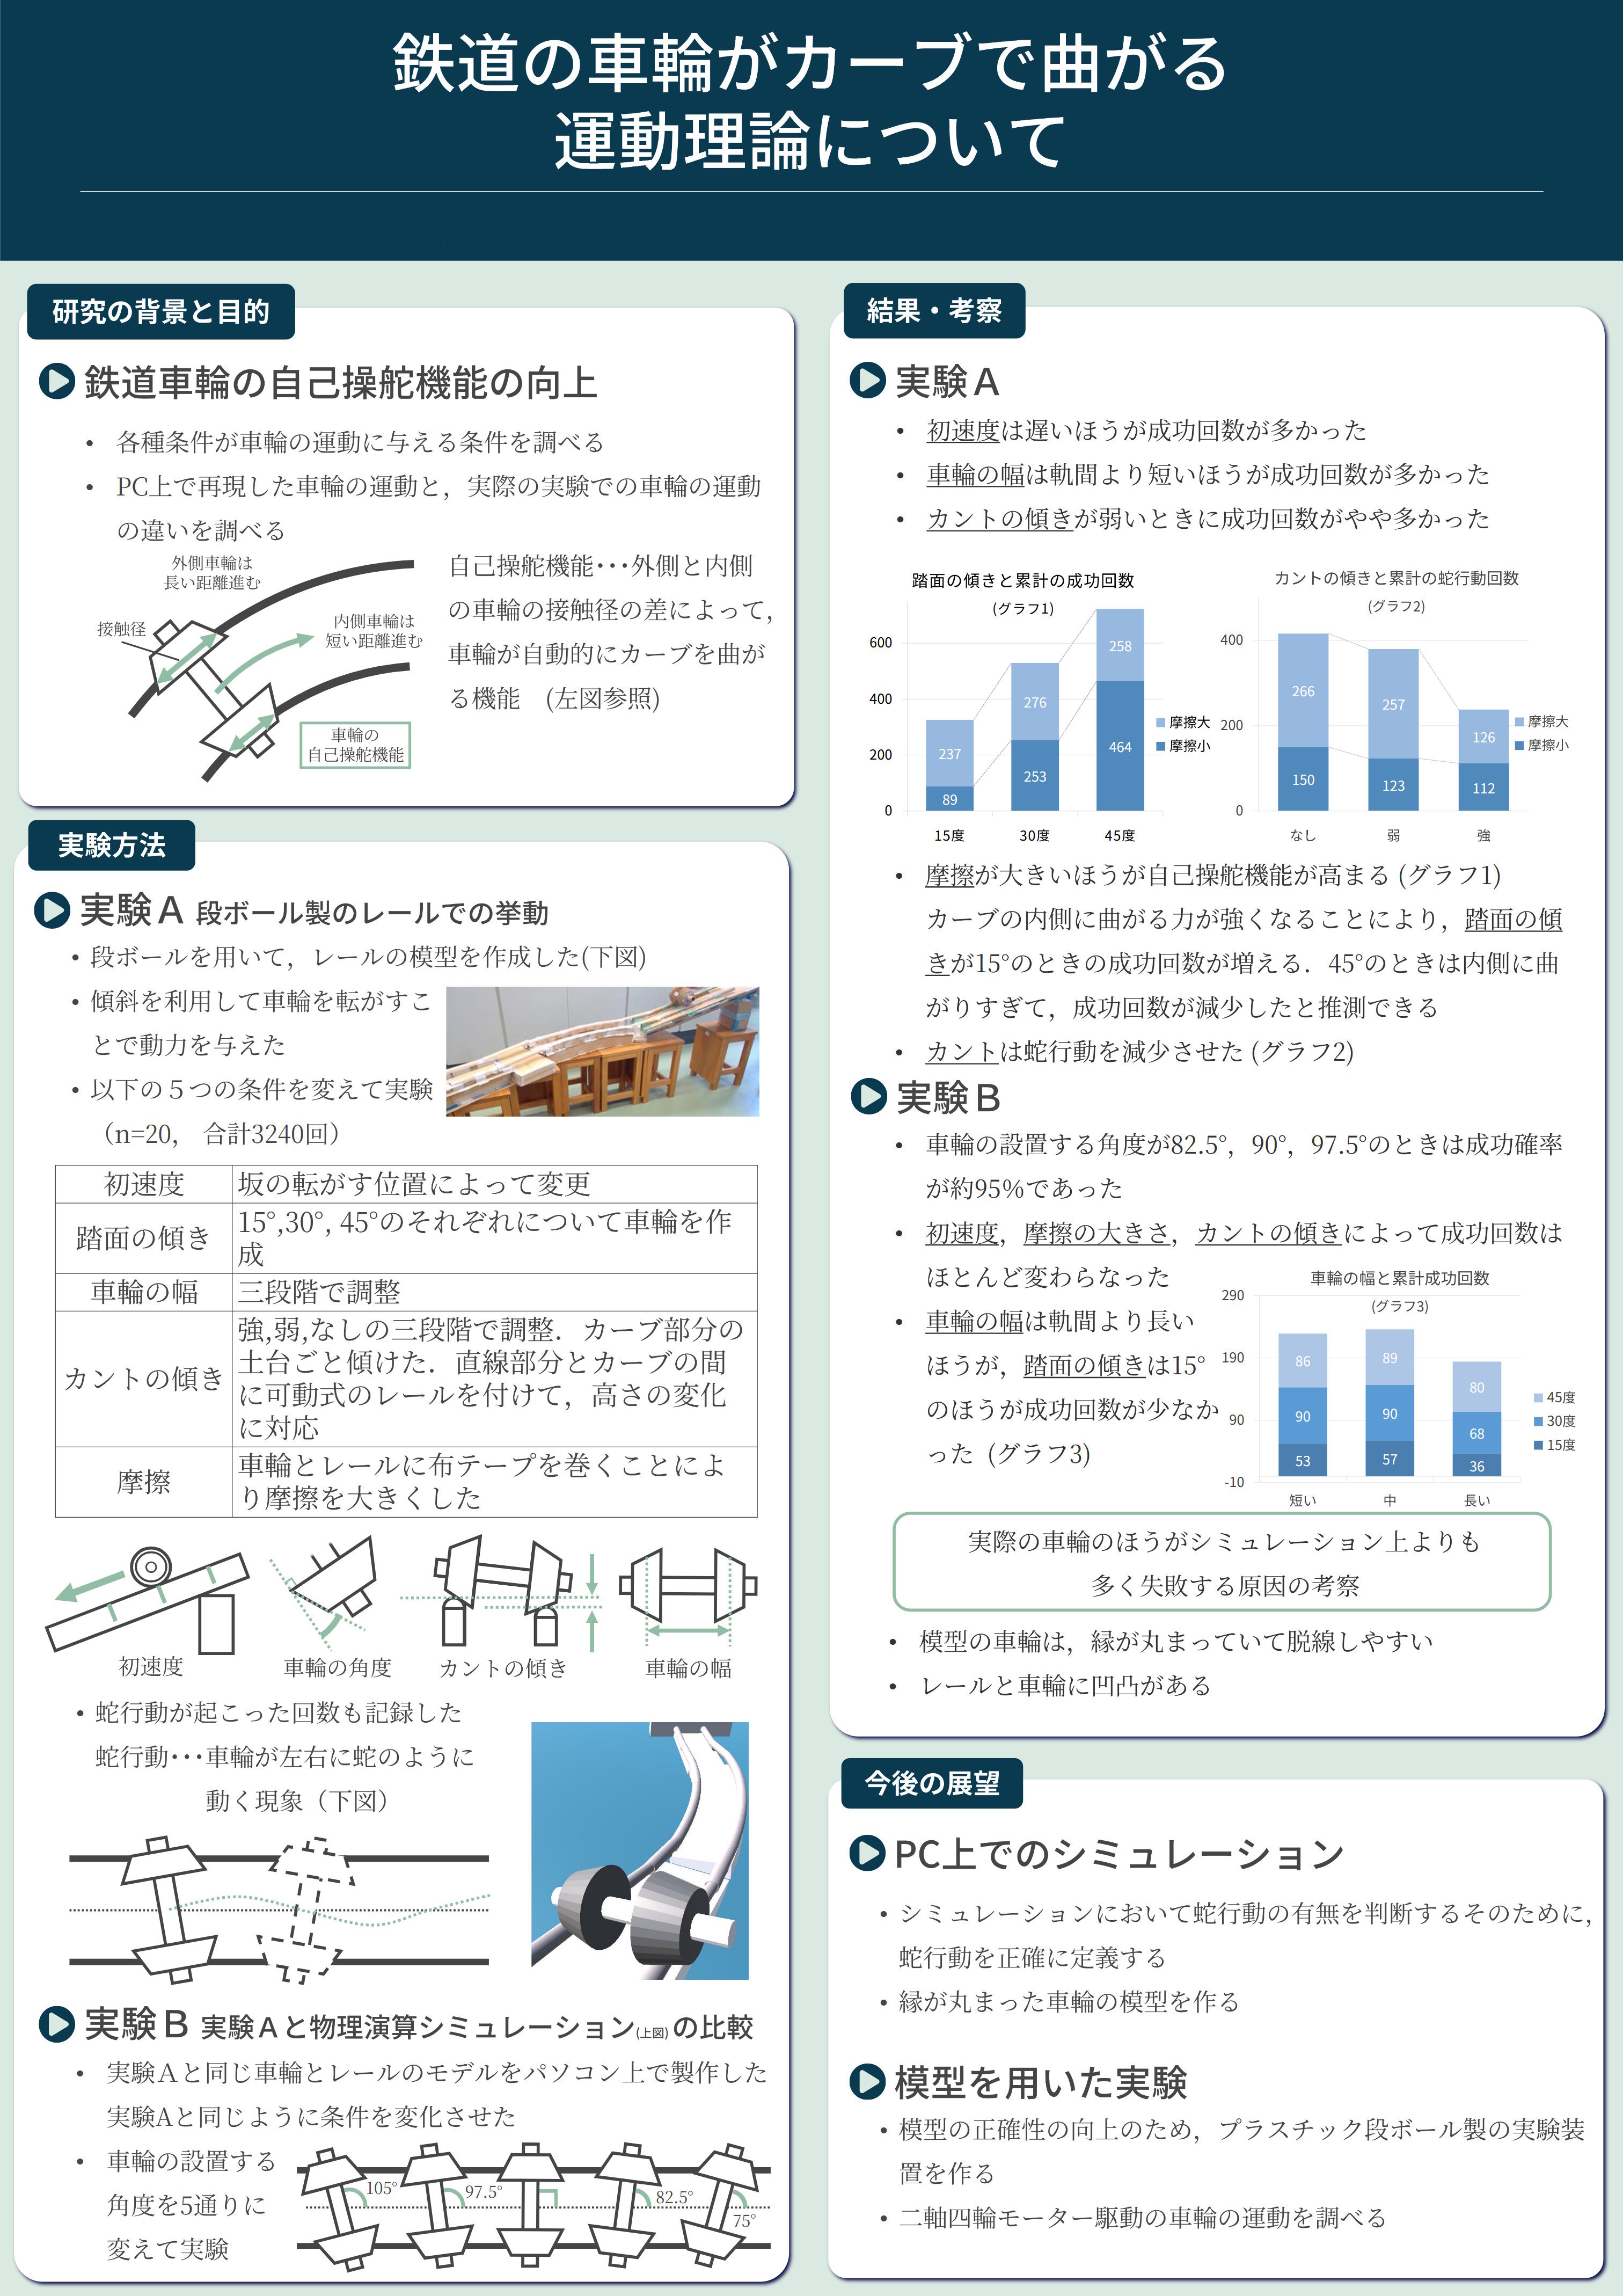 鉄道の車輪がカーブで曲がる
運動理論について
研究の背景と目的
鉄道車輪の自己操舵機能の向上
• 各種条件が車輪の運動に与える条件を調べる
• PC上で再現した車輪の運動と，実際の実験での車輪の運動
の違いを調べる
外側車輪は
長い距離進む
接触径
内側車輪は
短い距離進む
車輪の
自己操舵機能
自己操舵機能･･･外側と内側
の車輪の接触径の差によって，
車輪が自動的にカーブを曲が
る機能　(左図参照)
実験方法
実験Ａ 段ボール製のレールでの挙動
• 段ボールを用いて，レールの模型を作成した(下図)
• 傾斜を利用して車輪を転がすこ
とで動力を与えた
• 以下の５つの条件を変えて実験
（n=20， 合計3240回）
初速度 坂の転がす位置によって変更
踏面の傾き 15°,30°, 45°のそれぞれについて車輪を作
成
車輪の幅 三段階で調整
カントの傾き 強,弱,なしの三段階で調整．カーブ部分の
土台ごと傾けた．直線部分とカーブの間
に可動式のレールを付けて，高さの変化
に対応
摩擦 車輪とレールに布テープを巻くことによ
り摩擦を大きくした
初速度 車輪の角度 カントの傾き 車輪の幅
• 蛇行動が起こった回数も記録した
蛇行動･･･車輪が左右に蛇のように
動く現象（下図）
実験Ｂ 実験Ａと物理演算シミュレーション(上図)の比較
• 実験Ａと同じ車輪とレールのモデルをパソコン上で製作した
実験Aと同じように条件を変化させた
• 車輪の設置する
角度を5通りに
変えて実験
105° 97.5° 82.5° 75°
結果・考察
実験Ａ
• 初速度は遅いほうが成功回数が多かった
• 車輪の幅は軌間より短いほうが成功回数が多かった
• カントの傾きが弱いときに成功回数がやや多かった
踏面の傾きと累計の成功回数
(グラフ1)
600
400
200
0
237 276 258
89 253 464
15度 30度 45度
摩擦大
摩擦小
カントの傾きと累計の蛇行動回数
(グラフ2)
400
200
0
266 257 126
150 123 112
なし 弱 強
摩擦大
摩擦小
• 摩擦が大きいほうが自己操舵機能が高まる (グラフ1)
カーブの内側に曲がる力が強くなることにより，踏面の傾
きが15°のときの成功回数が増える．45°のときは内側に曲
がりすぎて，成功回数が減少したと推測できる
• カントは蛇行動を減少させた (グラフ2)
実験Ｂ
• 車輪の設置する角度が82.5°，90°，97.5°のときは成功確率
が約95％であった
• 初速度，摩擦の大きさ，カントの傾きによって成功回数は
ほとんど変わらなった
• 車輪の幅は軌間より長い
ほうが，踏面の傾きは15°
のほうが成功回数が少なか
った (グラフ3)
車輪の幅と累計成功回数
(グラフ3)
290
190
90
-10
86 89 80
90 90 68
53 57 36
短い 中 長い
45度
30度
15度
実際の車輪のほうがシミュレーション上よりも
多く失敗する原因の考察
• 模型の車輪は，縁が丸まっていて脱線しやすい
• レールと車輪に凹凸がある
今後の展望
PC上でのシミュレーション
• シミュレーションにおいて蛇行動の有無を判断するそのために，
蛇行動を正確に定義する
• 縁が丸まった車輪の模型を作る
模型を用いた実験
• 模型の正確性の向上のため，プラスチック段ボール製の実験装
置を作る
• 二軸四輪モーター駆動の車輪の運動を調べる